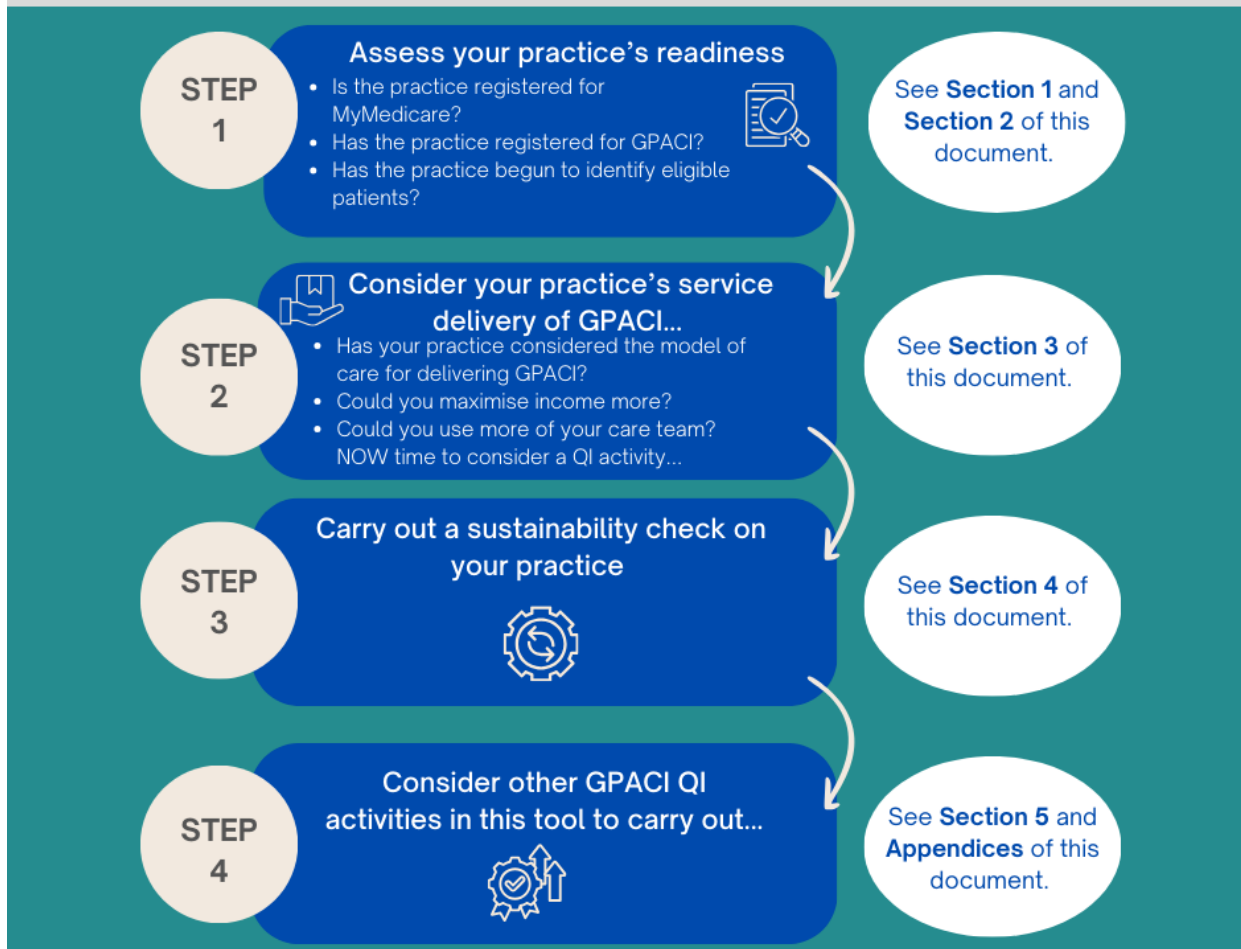 STEP
1
Assess your practice's readiness
• Is the practice registered for
MyMedicare?
• Has the practice registered for GPACI?
• Has the practice begun to identify eligible
patients?
See Section 1 and
Section 2 of this
document.
STEP
2
Consider your practice's service
delivery of GPACI...
• Has your practice considered the model of
care for delivering GPACI?
• Could you maximise income more?
• Could you use more of your care team?
NOW time to consider a QI activity...
See Section 3 of
this document.
STEP
3
Carry out a sustainability check on
your practice
See Section 4 of
this document.
STEP
4
Consider other GPACI QI
activities in this tool to carry out...
See Section 5 and
Appendices of this
document.